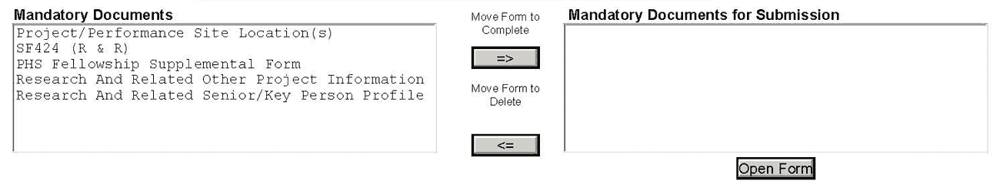 Mandatory Documents
Project/Performance Site Location(s)
SF424 (R & R)
PHS Fellowship Supplemental Form
Research And Related Other Project Information
Research And Related Senior/Key Person Profile
Move Form to
Complete
=>
Move Form to
Delete
<=
Mandatory Documents for Submission
Open Form